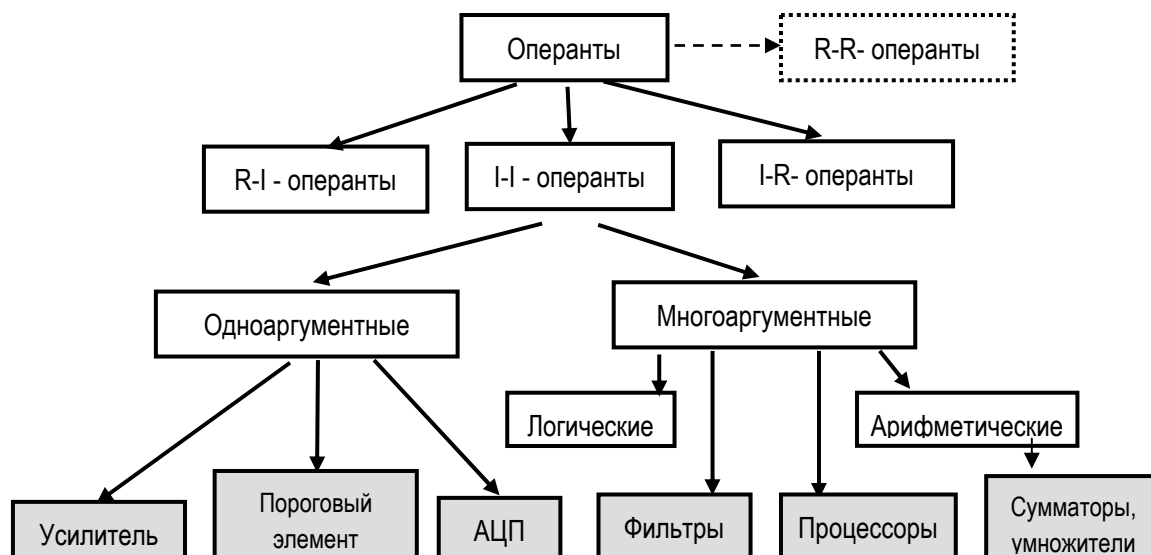 Операнты
R-R- операнты
R-I - операнты
I-I - операнты
I-R- операнты
Одноаргументные
Многоаргументные
Логические
Арифметические
Усилитель
Пороговый
элемент
АЦП
Фильтры
Процессоры
Сумматоры,
умножители